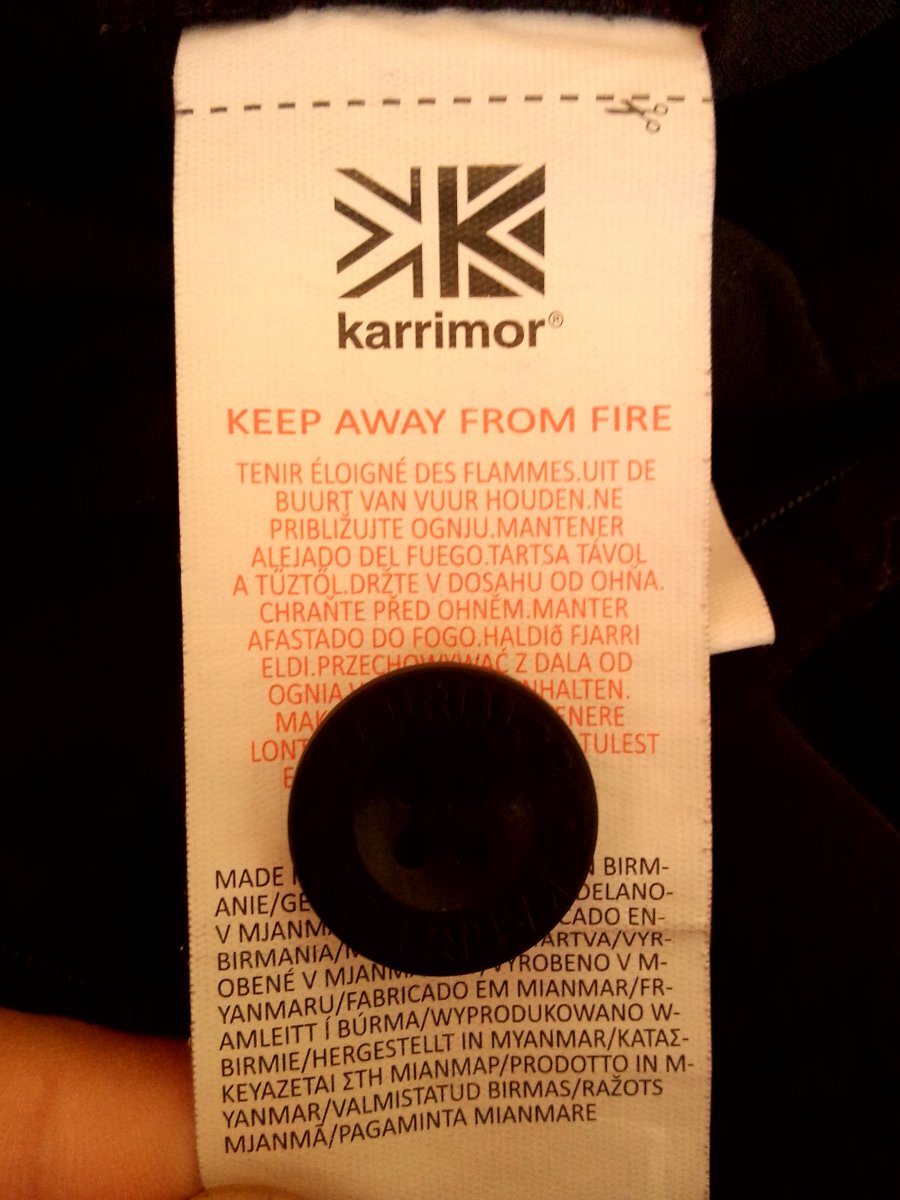 karrimor®
KEEP AWAY FROM FIRE
TENIR ÉLOIGNÉ DES FLAMMES.UIT DE
BUURT VAN VUUR HOUDEN.NE
PRIBLIŽUJTE OGNJU.MANTENER
ALEJADO DEL FUEGO.TARTSA TÁVOL
A TŰZTŐL.DRŽTE V DOSAHU OD OHŇA.
CHRAŇTE PŘED OHNĚM.MANTER
AFASTADO DO FOGO.HALDIð FJARRI
ELDI.PRZECHOWYWAĆ Z DALA OD
OGNIA.
MADE BIRM-
ANIE/
V
BIRMANIA/ /VYR-
OBENÉ V /VYROBENO V M-
YANMARU/FABRICADO EM MIANMAR/FR-
AMLEITT Í BÚRMA/WYPRODUKOWANO W-
BIRMIE/HERGESTELLT IN MYANMAR/ΚΑΤΑΣ-
ΚΕΥΑΖΕΤΑΙ ΣΤΗ ΜΙΑΝΜΑΡ/PRODOTTO IN M-
YANMAR/VALMISTATUD BIRMAS/RAŽOTS
MJANMĀ/PAGAMINTA MIANMARE